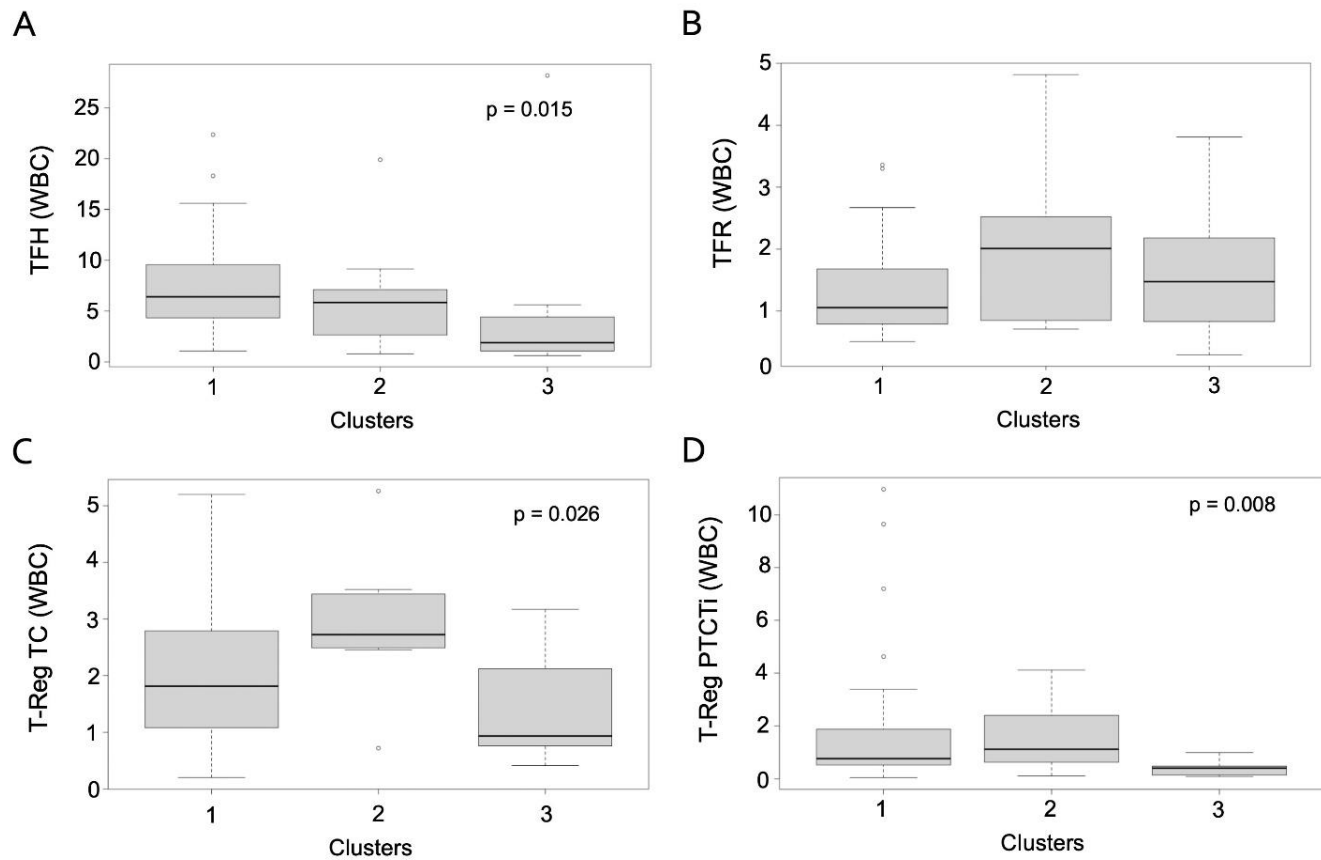 A
TFH (WBC)
25
20
15
10
5
0
p = 0.015
1 2 3
Clusters
B
TFR (WBC)
5
4
3
2
1
0
1 2 3
Clusters
C
T-Reg TC (WBC)
5
4
3
2
1
0
p = 0.026
1 2 3
Clusters
D
T-Reg PTCTi (WBC)
10
8
6
4
2
0
p = 0.008
1 2 3
Clusters